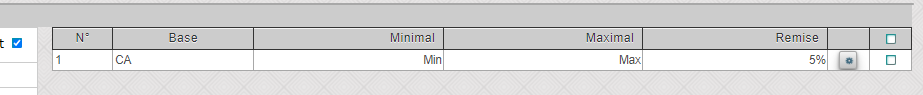 t
N° Base Minimal Maximal Remise
1 CA Min Max 5%